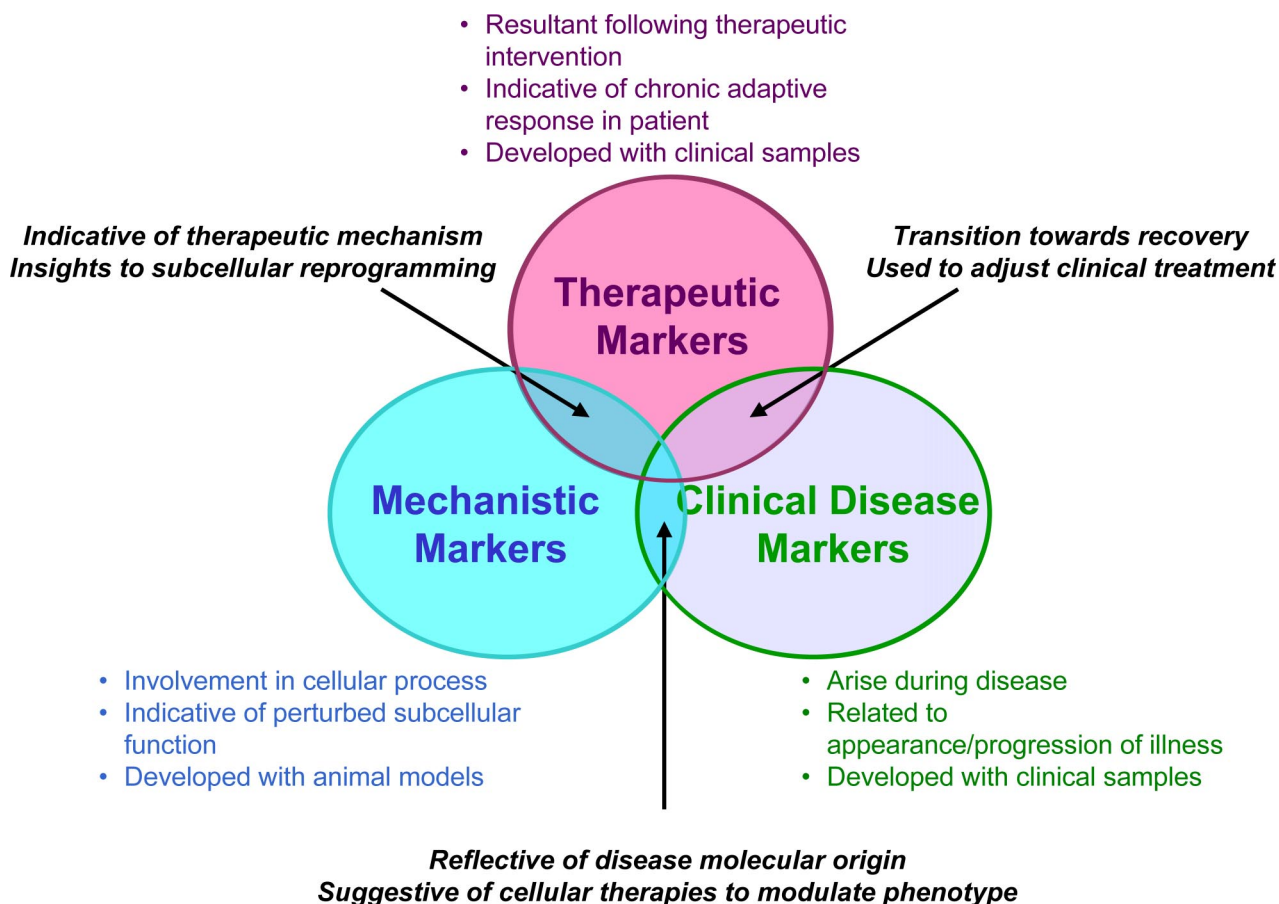 • Resultant following therapeutic
intervention
• Indicative of chronic adaptive
response in patient
• Developed with clinical samples
Indicative of therapeutic mechanism
Insights to subcellular reprogramming
Transition towards recovery
Used to adjust clinical treatment
Therapeutic
Markers
Mechanistic
Markers
Clinical Disease
Markers
• Involvement in cellular process
• Indicative of perturbed subcellular
function
• Developed with animal models
• Arise during disease
• Related to
appearance/progression of illness
• Developed with clinical samples
Reflective of disease molecular origin
Suggestive of cellular therapies to modulate phenotype